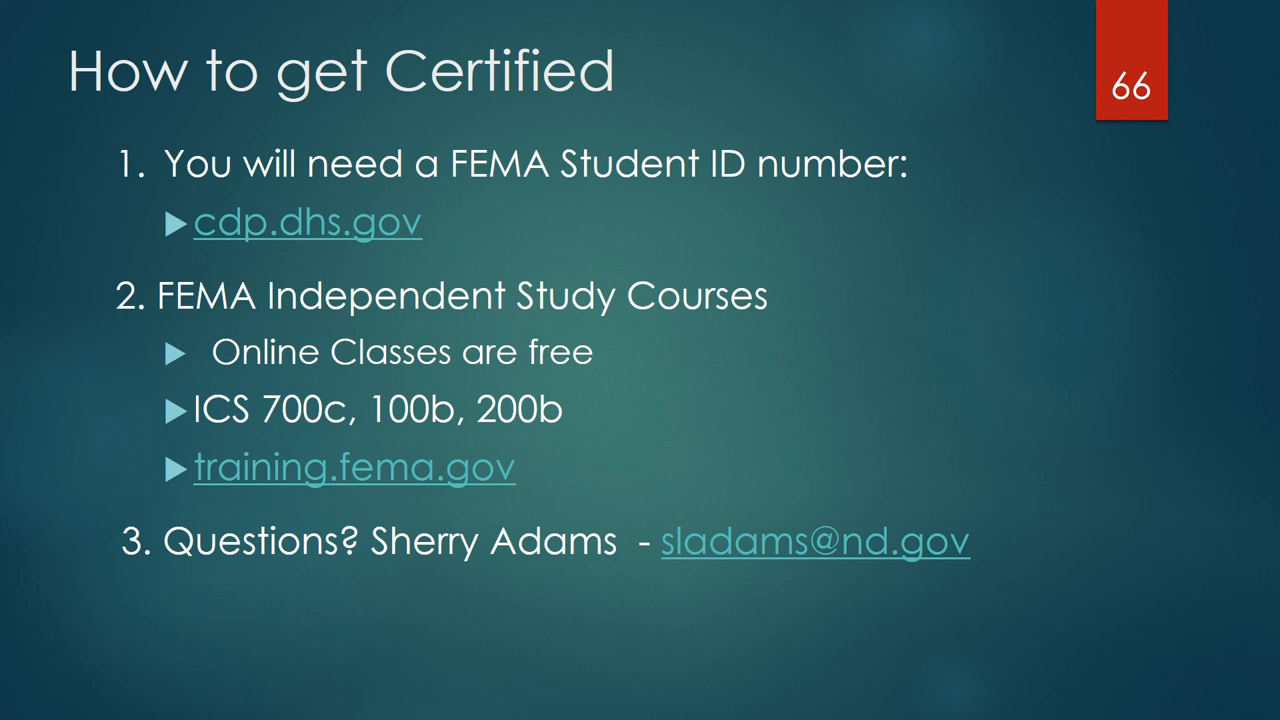 How to get Certified
66
1. You will need a FEMA Student ID number:
cdp.dhs.gov
2. FEMA Independent Study Courses
Online Classes are free
ICS 700c, 100b, 200b
training.fema.gov
3. Questions? Sherry Adams - sladams@nd.gov